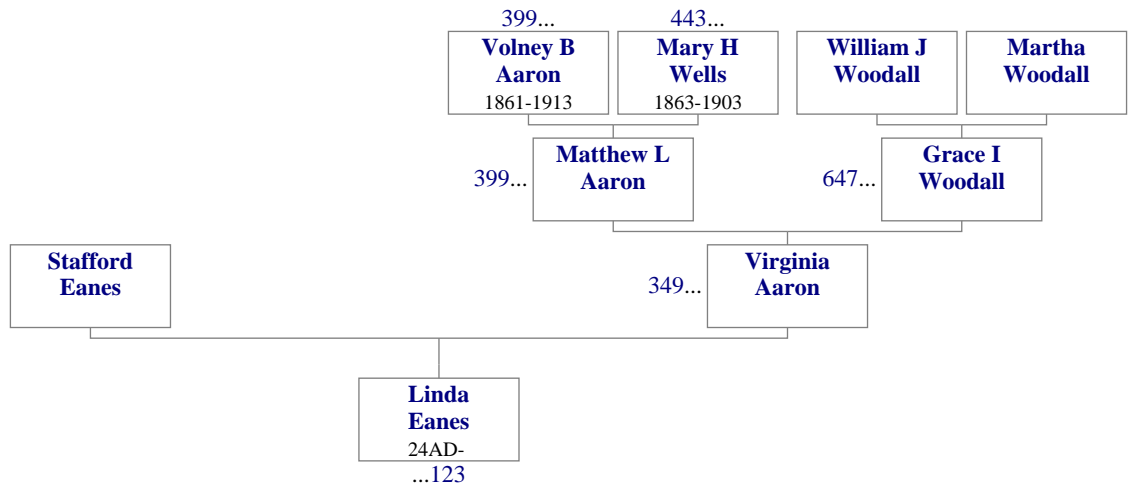 399...
443...
Volney B
Aaron
1861-1913
Mary H
Wells
1863-1903
William J
Woodall
Martha
Woodall
399...
Matthew L
Aaron
647...
Grace I
Woodall
Stafford
Eanes
349...
Virginia
Aaron
Linda
Eanes
24AD-
...123